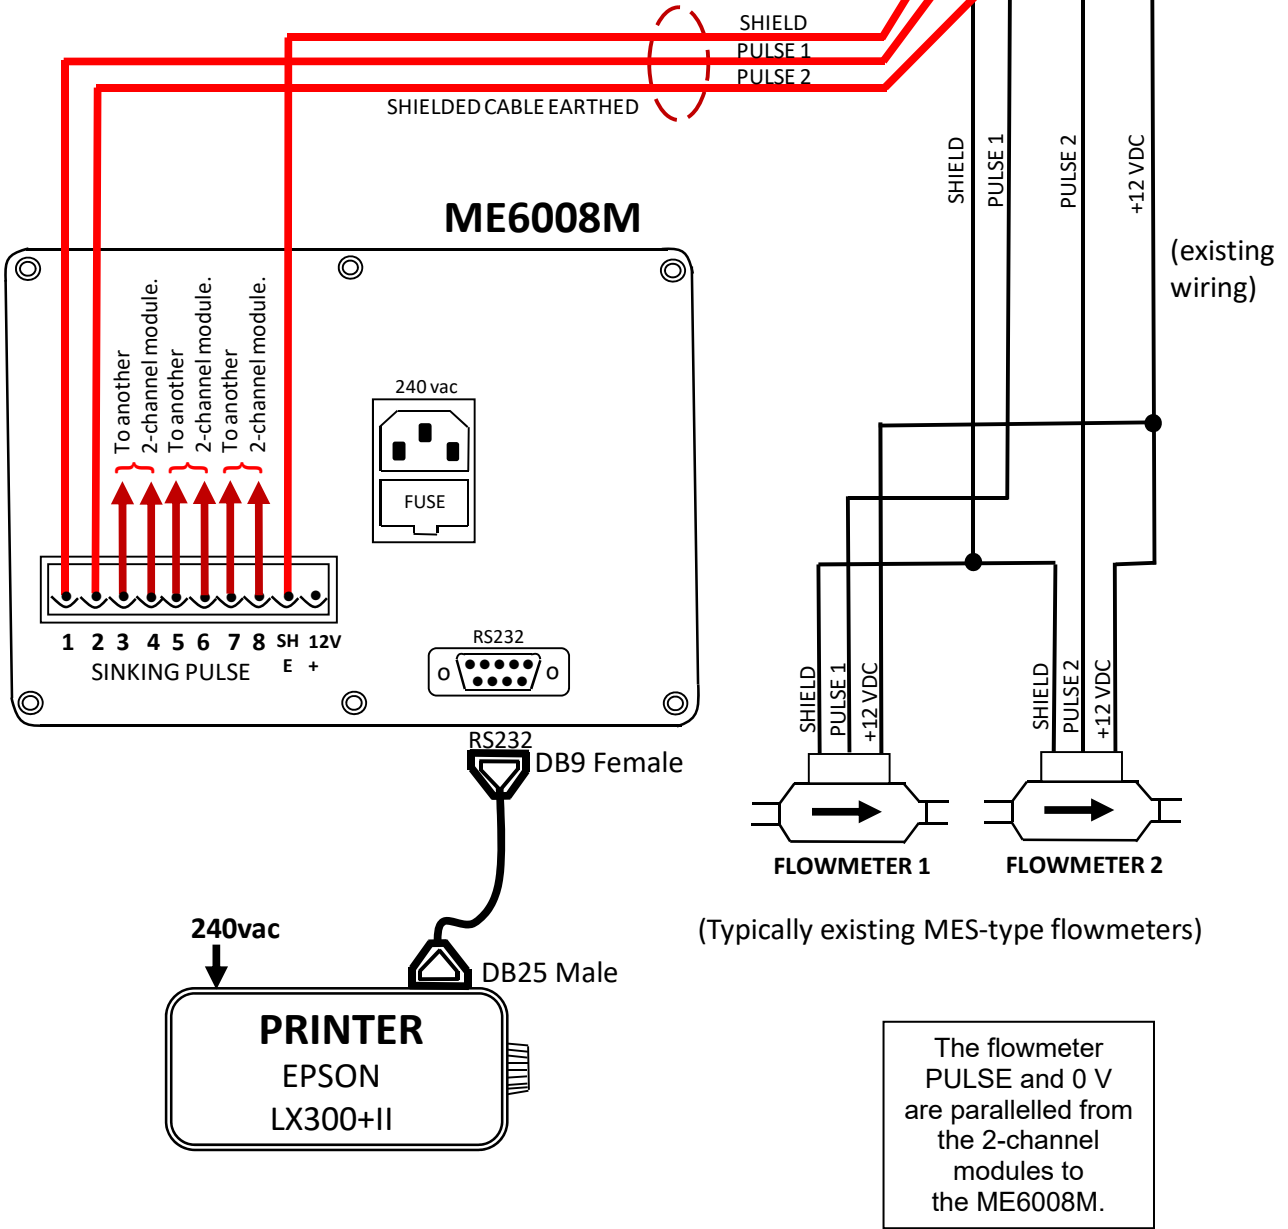 SHIELD
PULSE 1
PULSE 2
SHIELDED CABLE EARTHED
SHIELD
PULSE 1
PULSE 2
+12 VDC
ME6008M
(existing
wiring)
To another
2-channel module.
To another
2-channel module.
To another
2-channel module.
240 vac
FUSE
1 2 3 4 5 6 7 8 SH 12V
E +
SINKING PULSE
RS232
O O
RS232
DB9 Female
SHIELD
PULSE 1
+12 VDC
SHIELD
PULSE 2
+12 VDC
FLOWMETER 1
FLOWMETER 2
(Typically existing MES-type flowmeters)
240vac
DB25 Male
PRINTER
EPSON
LX300+II
The flowmeter
PULSE and 0 V
are parallelled from
the 2-channel
modules to
the ME6008M.